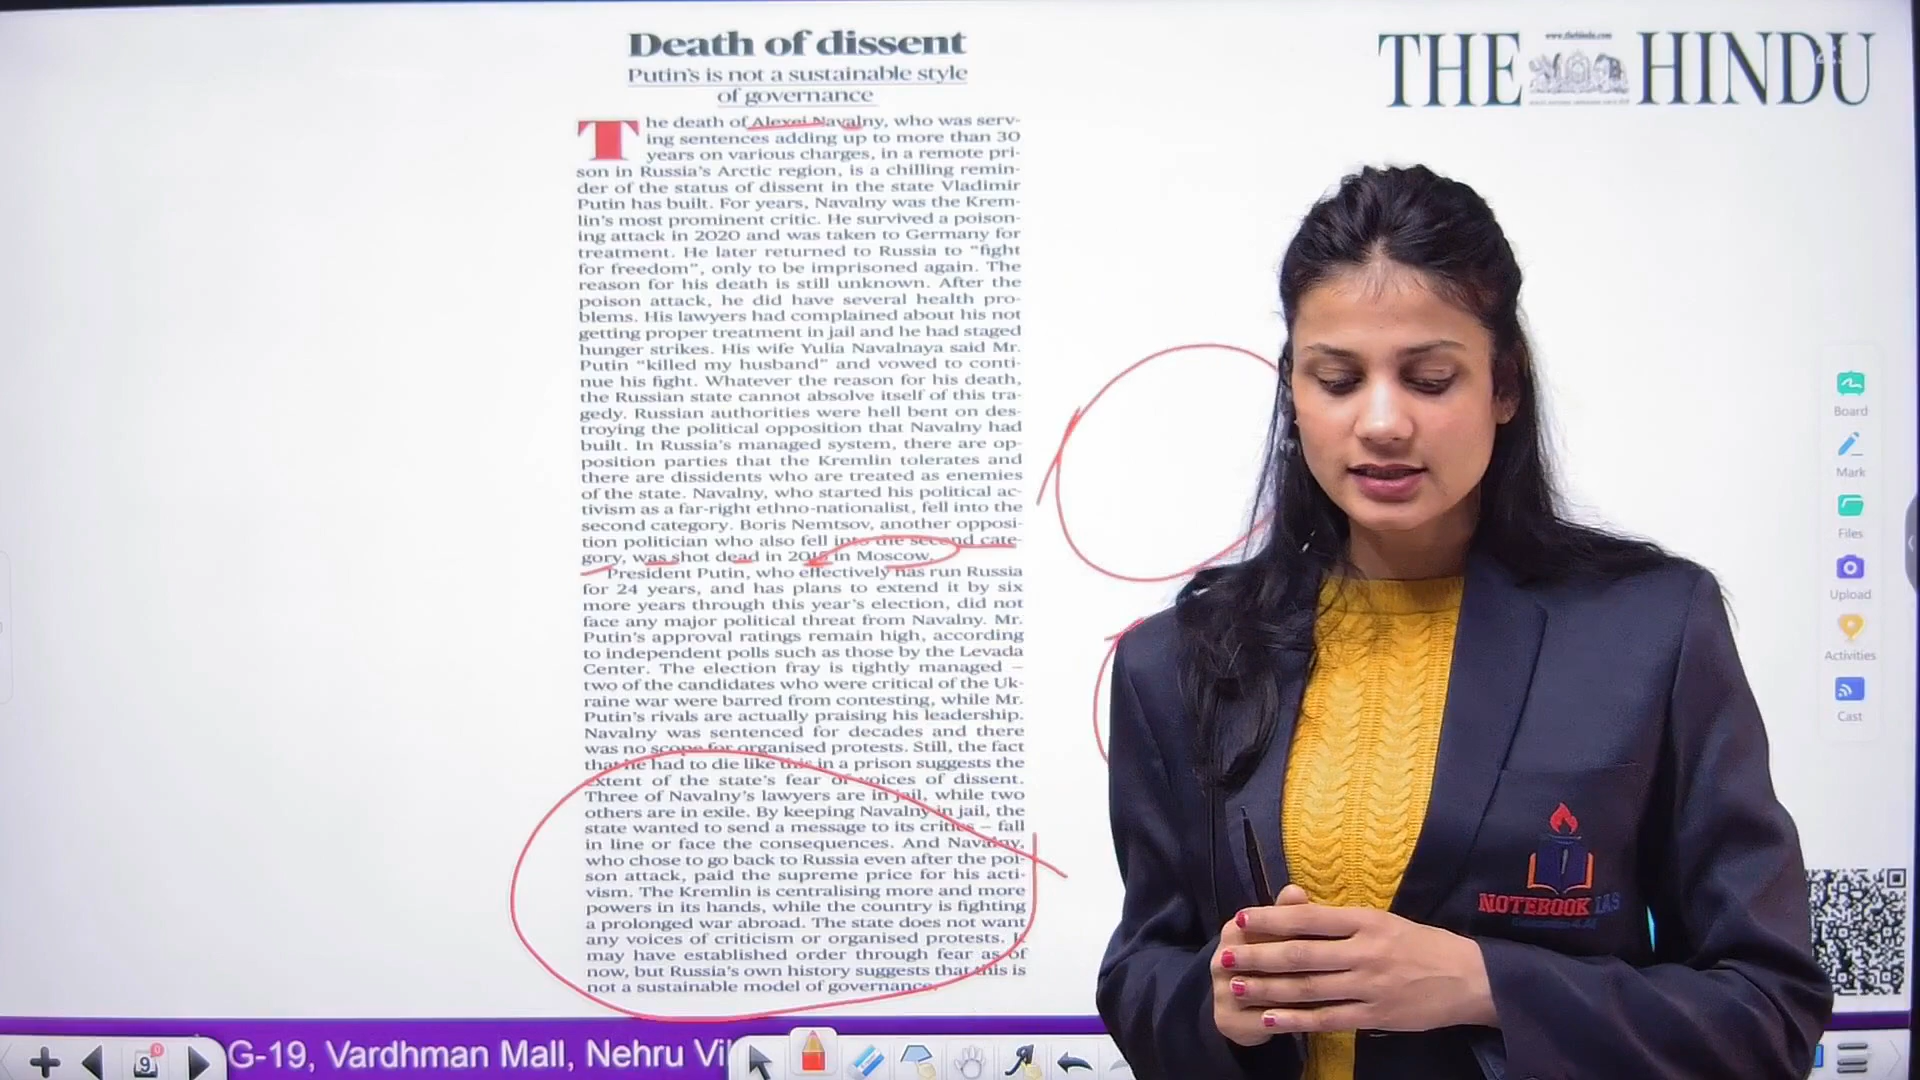 Death of dissent
Putin's is not a sustainable style
of governance
The death of Alexei Navalny, who was serv-
ing sentences adding up to more than 30
years on various charges, in a remote pri-
son in Russia's Arctic region, is a chilling remin-
der of the status of dissent in the state Vladimir
Putin has built. For years, Navalny was the Krem-
lin's most prominent critic. He survived a poison-
ing attack in 2020 and was taken to Germany for
treatment. He later returned to Russia to "fight
for freedom", only to be imprisoned again. The
reason for his death is still unknown. After the
poison attack, he did have several health pro-
blems. His lawyers had complained about his not
getting proper treatment in jail and he had staged
hunger strikes. His wife Yulia Navalnaya said Mr.
Putin "killed my husband" and vowed to conti-
nue his fight. Whatever the reason for his death,
the Russian state cannot absolve itself of this tra-
gedy. Russian authorities were hell bent on des-
troying the political opposition that Navalny had
built. In Russia's managed system, there are op-
position parties that the Kremlin tolerates and
there are dissidents who are treated as enemies
of the state. Navalny, who started his political ac-
tivism as a far-right ethno-nationalist, fell into the
second category. Boris Nemtsov, another opposi-
tion politician who also fell into the second cate-
gory, was shot dead in 2015 in Moscow.
President Putin, who effectively has run Russia
for 24 years, and has plans to extend it by six
more years through this year's election, did not
face any major political threat from Navalny. Mr.
Putin's approval ratings remain high, according
to independent polls such as those by the Levada
Center. The election fray is tightly managed –
two of the candidates who were critical of the Uk-
raine war were barred from contesting, while Mr.
Putin's rivals are actually praising his leadership.
Navalny was sentenced for decades and there
was no scope for organised protests. Still, the fact
that he had to die like this in a prison suggests the
extent of the state's fear of voices of dissent.
Three of Navalny's lawyers are in jail, while two
others are in exile. By keeping Navalny in jail, the
state wanted to send a message to its critics – fall
in line or face the consequences. And Navalny,
who chose to go back to Russia even after the poi-
son attack, paid the supreme price for his acti-
vism. The Kremlin is centralising more and more
powers in its hands, while the country is fighting
a prolonged war abroad. The state does not want
any voices of criticism or organised protests. It
may have established order through fear as of
now, but Russia's own history suggests that this is
not a sustainable model of governance.
www.thehindu.com
THE HINDU
Board
Mark
Files
Upload
Activities
Cast
NOTEBOOK IAS
9
G-19, Vardhman Mall, Nehru Vi